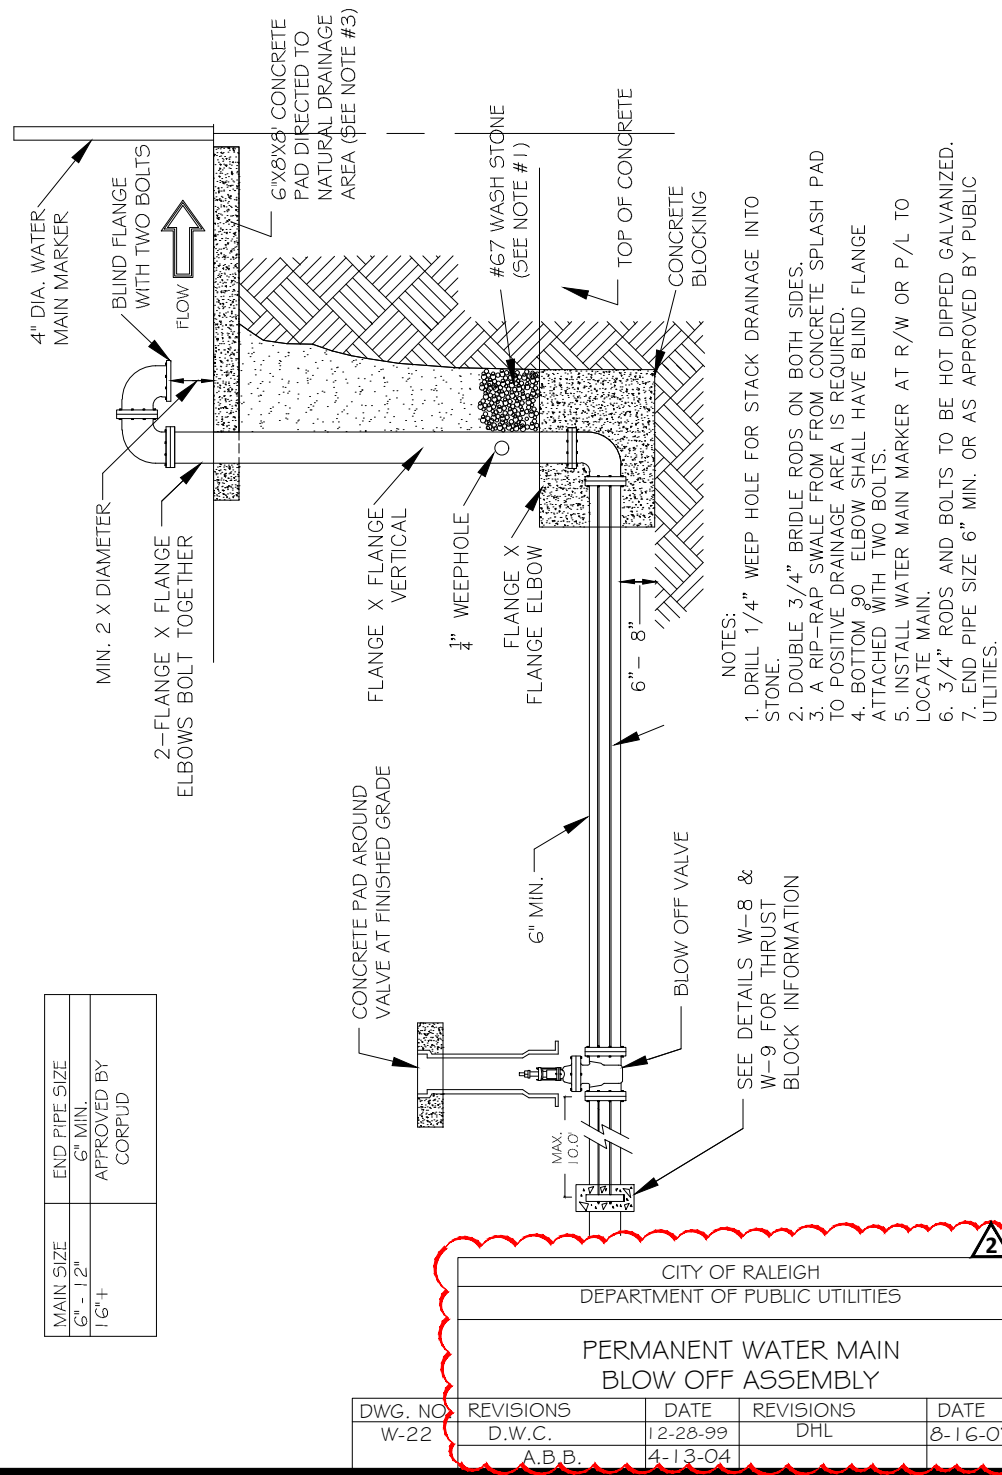 4" DIA. WATER
MAIN MARKER
BLIND FLANGE
WITH TWO BOLTS
FLOW
6"X8'X8' CONCRETE
PAD DIRECTED TO
NATURAL DRAINAGE
AREA (SEE NOTE #3)
#67 WASH STONE
(SEE NOTE #1)
TOP OF CONCRETE
CONCRETE
BLOCKING
MIN. 2 X DIAMETER
2-FLANGE X FLANGE
ELBOWS BOLT TOGETHER
FLANGE X FLANGE
VERTICAL
1/4" WEEPHOLE
FLANGE X
FLANGE ELBOW
6"- 8"
CONCRETE PAD AROUND
VALVE AT FINISHED GRADE
6" MIN.
BLOW OFF VALVE
MAX.
10.0'
SEE DETAILS W-8 &
W-9 FOR THRUST
BLOCK INFORMATION
NOTES:
1. DRILL 1/4" WEEP HOLE FOR STACK DRAINAGE INTO
STONE.
2. DOUBLE 3/4" BRIDLE RODS ON BOTH SIDES.
3. A RIP-RAP SWALE FROM FROM CONCRETE SPLASH PAD
TO POSITIVE DRAINAGE AREA IS REQUIRED.
4. BOTTOM 90° ELBOW SHALL HAVE BLIND FLANGE
ATTACHED WITH TWO BOLTS.
5. INSTALL WATER MAIN MARKER AT R/W OR P/L TO
LOCATE MAIN.
6. 3/4" RODS AND BOLTS TO BE HOT DIPPED GALVANIZED.
7. END PIPE SIZE 6" MIN. OR AS APPROVED BY PUBLIC
UTLITIES.
MAIN SIZE END PIPE SIZE
6" - 12" 6" MIN.
16"+ APPROVED BY
CORPUD
2
CITY OF RALEIGH
DEPARTMENT OF PUBLIC UTILITIES
PERMANENT WATER MAIN
BLOW OFF ASSEMBLY
DWG. NO REVISIONS DATE REVISIONS DATE
W-22 D.W.C. 12-28-99 DHL
A.B.B. 4-13-04